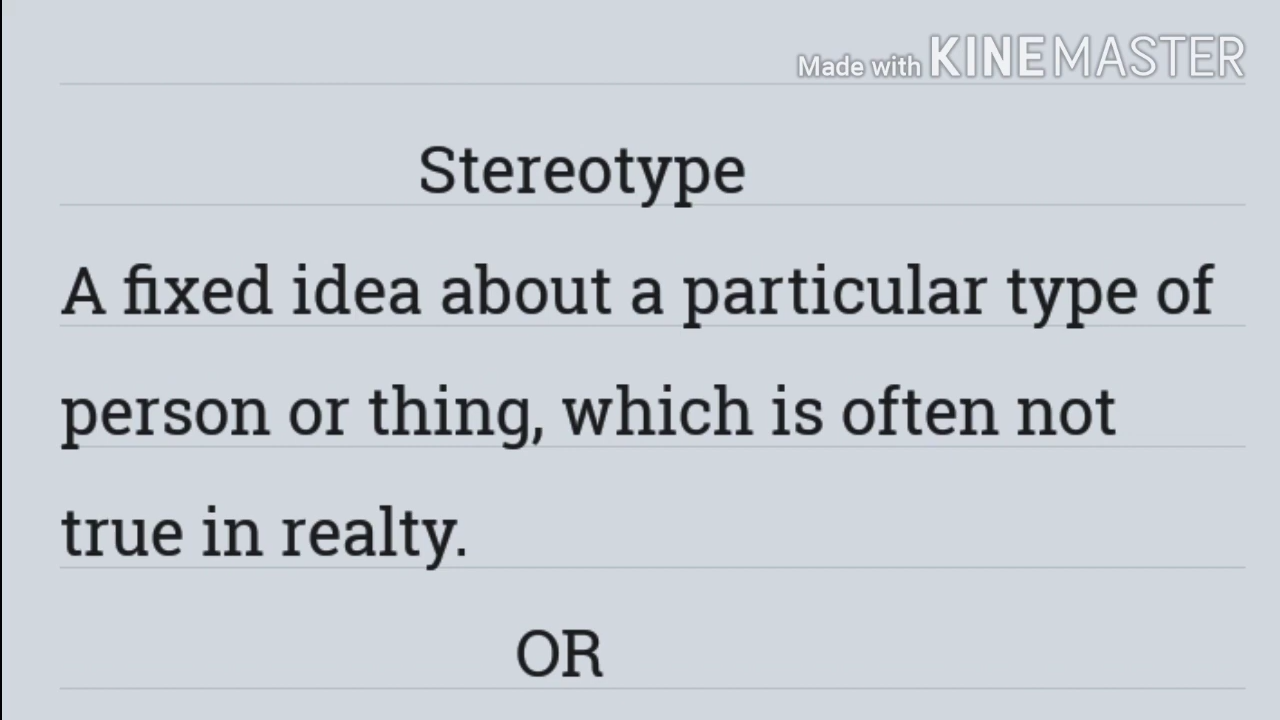 Made with KINEMASTER
Stereotype
A fixed idea about a particular type of
person or thing, which is often not
true in realty.
OR